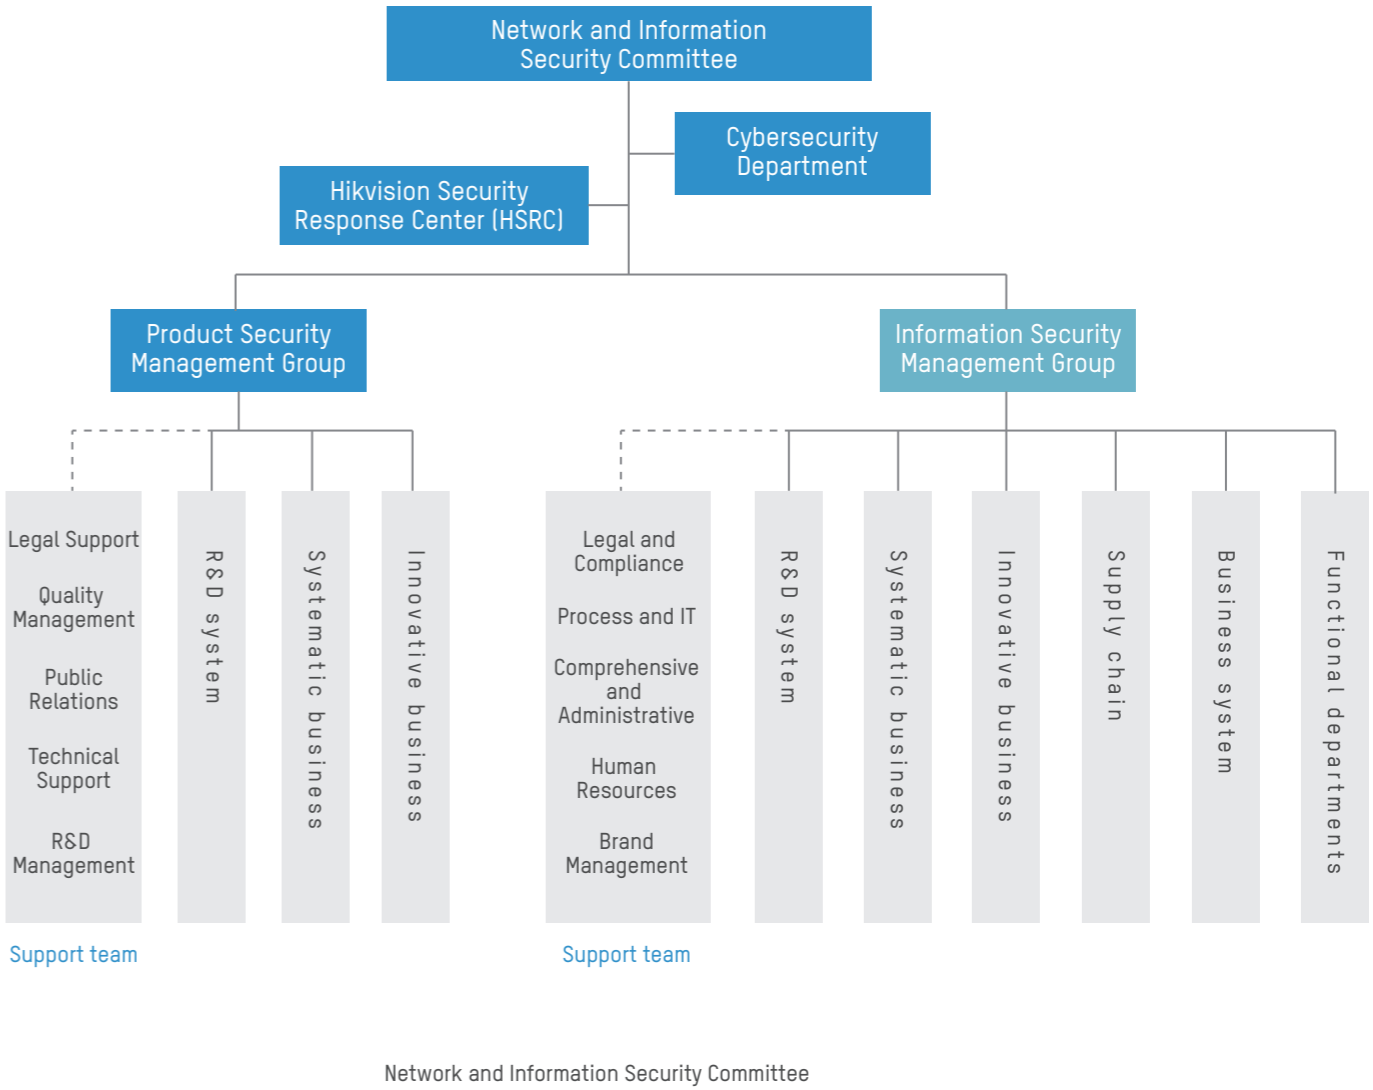 Network and Information
Security Committee
Cybersecurity
Department
Hikvision Security
Response Center (HSRC)
Product Security
Management Group
Information Security
Management Group
Legal Support
Quality
Management
Public
Relations
Technical
Support
R&D
Management
R&D system
Systematic business
Innovative business
Legal and
Compliance
Process and IT
Comprehensive
and
Administrative
Human
Resources
Brand
Management
R&D system
Systematic business
Innovative business
Supply chain
Business system
Functional departments
Support team
Support team
Network and Information Security Committee